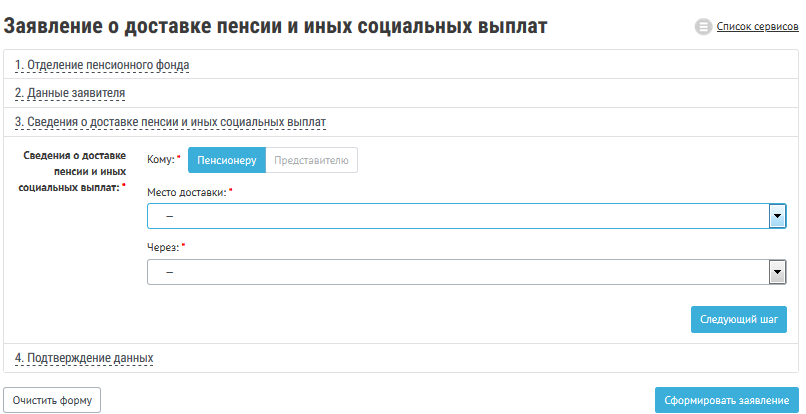 Заявление о доставке пенсии и иных социальных выплат
Список сервисов
1. Отделение пенсионного фонда
2. Данные заявителя
3. Сведения о доставке пенсии и иных социальных выплат
Сведения о доставке
пенсии и иных
социальных выплат: *
Кому: * Пенсионеру Представителю
Место доставки: *
—
Через: *
—
Следующий шаг
4. Подтверждение данных
Очистить форму
Сформировать заявление